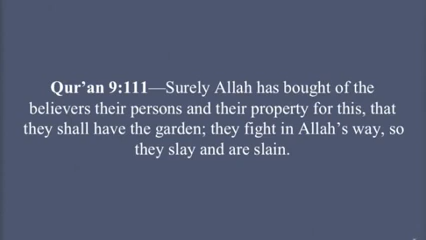 Qur’an 9:111—Surely Allah has bought of the
believers their persons and their property for this, that
they shall have the garden; they fight in Allah’s way, so
they slay and are slain.